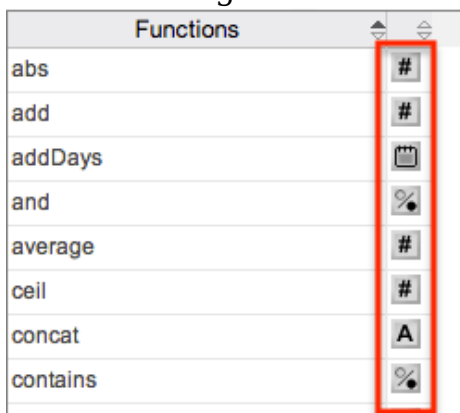 Functions
abs #
add #
addDays
and
average #
ceil #
concat A
contains